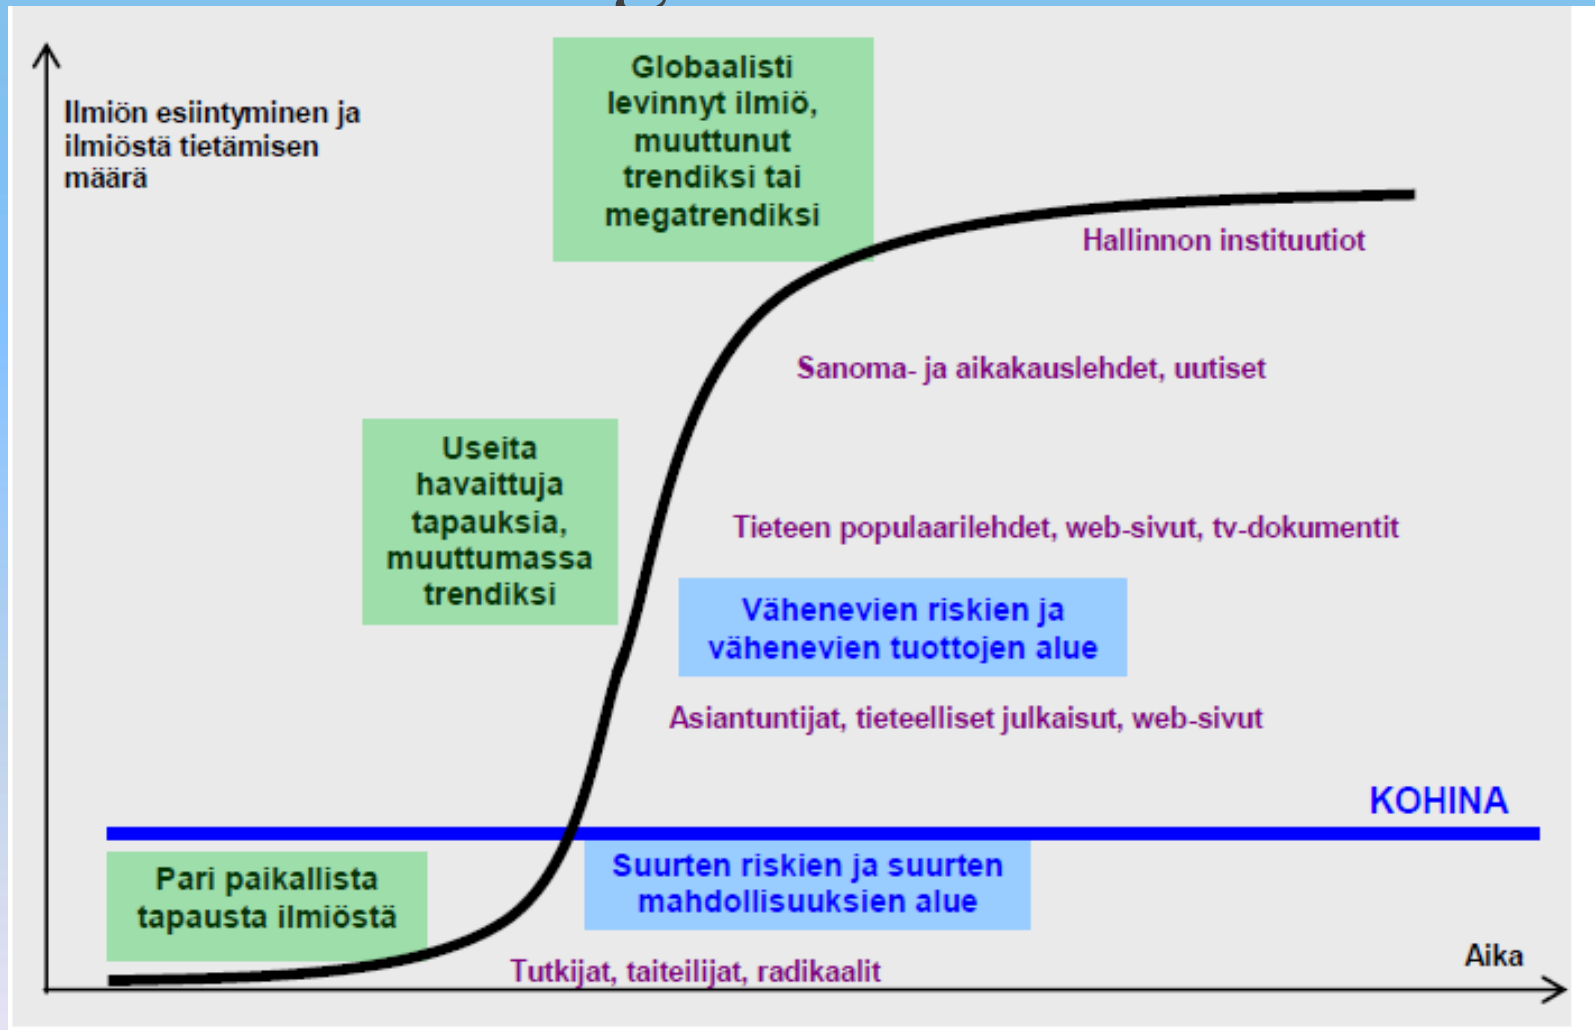 Globaalisti
levinnyt ilmiö,
muuttunut
trendiksi tai
megatrendiksi
Ilmiön esiintyminen ja
ilmiöstä tietämisen
määrä
Hallinnon instituutiot
Sanoma- ja aikakauslehdet, uutiset
Useita
havaittuja
tapauksia,
muuttumassa
trendiksi
Tieteen populaarilehdet, web-sivut, tv-dokumentit
Vähenevien riskien ja
vähenevien tuottojen alue
Asiantuntijat, tieteelliset julkaisut, web-sivut
KOHINA
Pari paikallista
tapausta ilmiöstä
Suurten riskien ja suurten
mahdollisuuksien alue
Aika
Tutkijat, taiteilijat, radikaalit